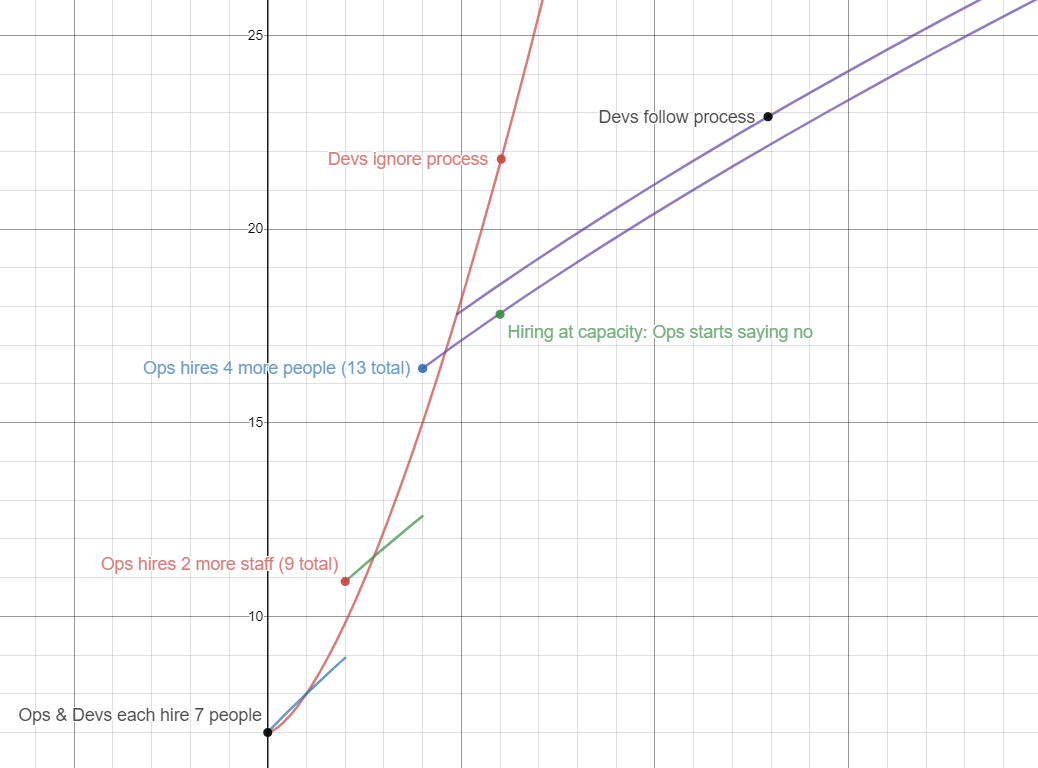 25
Devs follow process
Devs ignore process
20
Hiring at capacity: Ops starts saying no
Ops hires 4 more people (13 total)
15
Ops hires 2 more staff (9 total)
10
Ops & Devs each hire 7 people